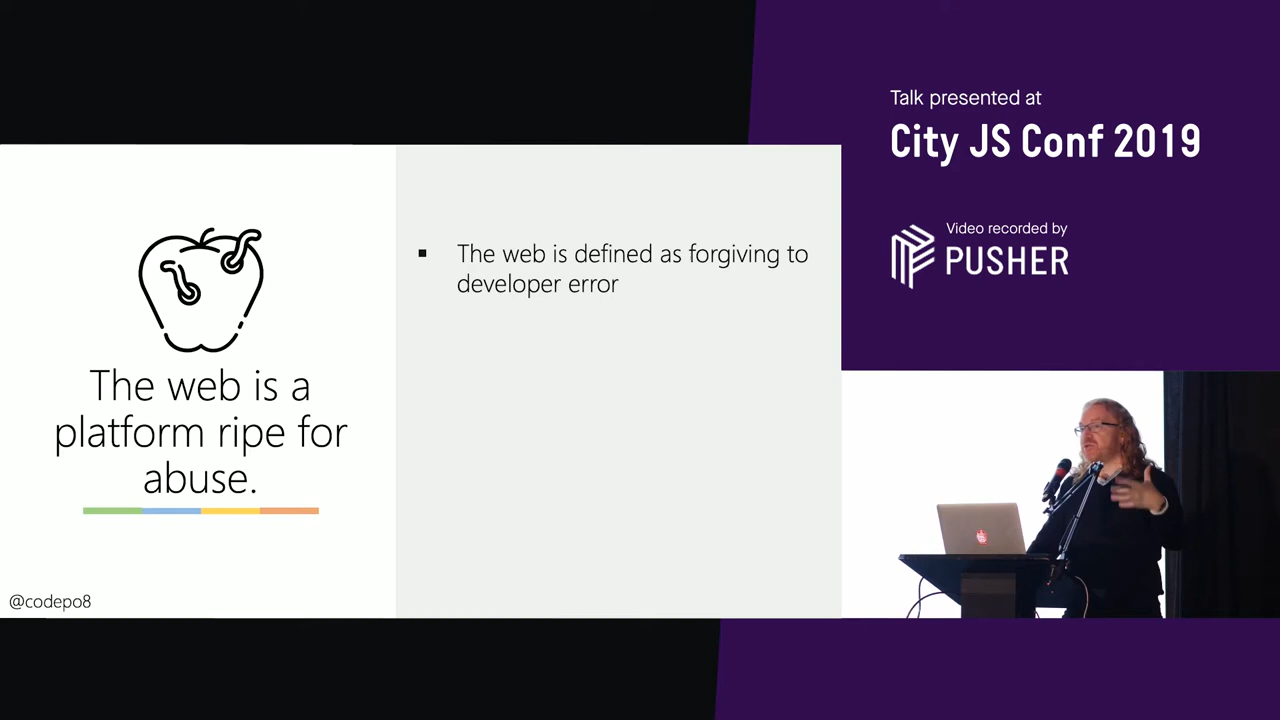 Talk presented at
City JS Conf 2019
Video recorded by
PUSHER
The web is a
platform ripe for
abuse.
▪ The web is defined as forgiving to
developer error
@codepo8